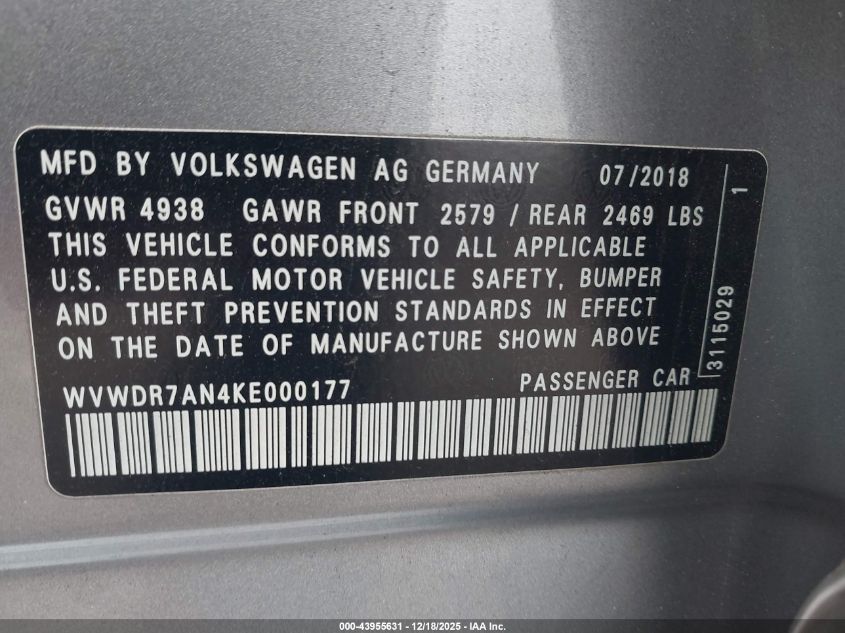 MFD BY VOLKSWAGEN AG GERMANY 07/2018
GVWR 4938 GAWR FRONT 2579 / REAR 2469 LBS
THIS VEHICLE CONFORMS TO ALL APPLICABLE
U.S. FEDERAL MOTOR VEHICLE SAFETY, BUMPER
AND THEFT PREVENTION STANDARDS IN EFFECT
ON THE DATE OF MANUFACTURE SHOWN ABOVE
WVWDR7AN4KE000177 PASSENGER CAR
3115029 1
000-43955631 - 12/18/2025 - IAA Inc.